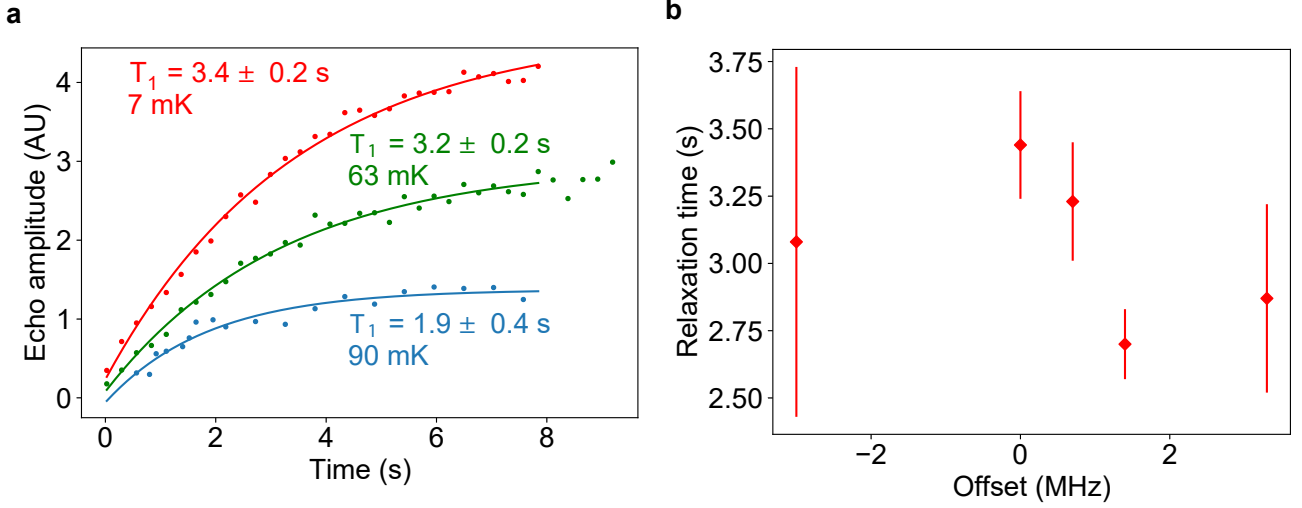 a
T1 = 3.4 ± 0.2 s
7 mK
T1 = 3.2 ± 0.2 s
63 mK
T1 = 1.9 ± 0.4 s
90 mK
Echo amplitude (AU)
4
3
2
1
0
0 2 4 6 8
Time (s)
b
Relaxation time (s)
3.75
3.50
3.25
3.00
2.75
2.50
−2 0 2
Offset (MHz)